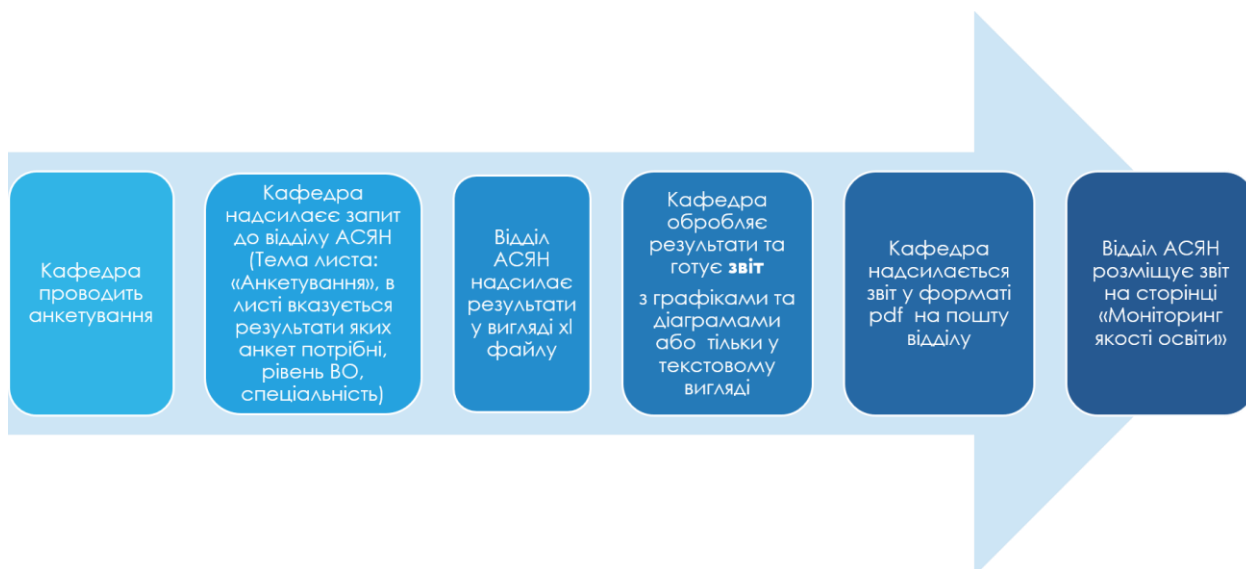 Кафедра
проводить
анкетування
Кафедра
надсилаєє запит
до відділу АСЯН
(Тема листа:
«Анкетування», в
листі вказується
результати яких
анкет потрібні,
рівень ВО,
спеціальність)
Відділ
АСЯН
надсилає
результати
у вигляді xl
файлу
Кафедра
обробляє
результати та
готує звіт
з графіками та
діаграмами
або тільки у
текстовому
вигляді
Кафедра
надсилається
звіт у форматі
pdf на пошту
відділу
Відділ АСЯН
розміщує звіт
на сторінці
«Моніторинг
якості освіти»